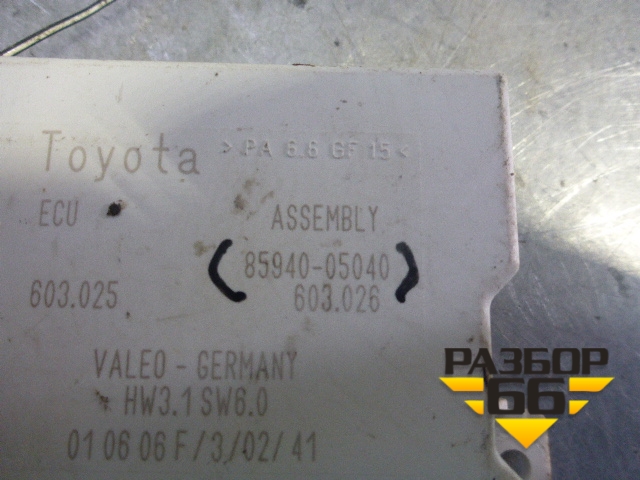 Toyota >PA 6.6 GF 15<
ECU ASSEMBLY
85940-05040
603.025 603.026
VALEO - GERMANY
HW3.1 SW6.0
01 06 06 F/3/02/41
РАЗБОР
66